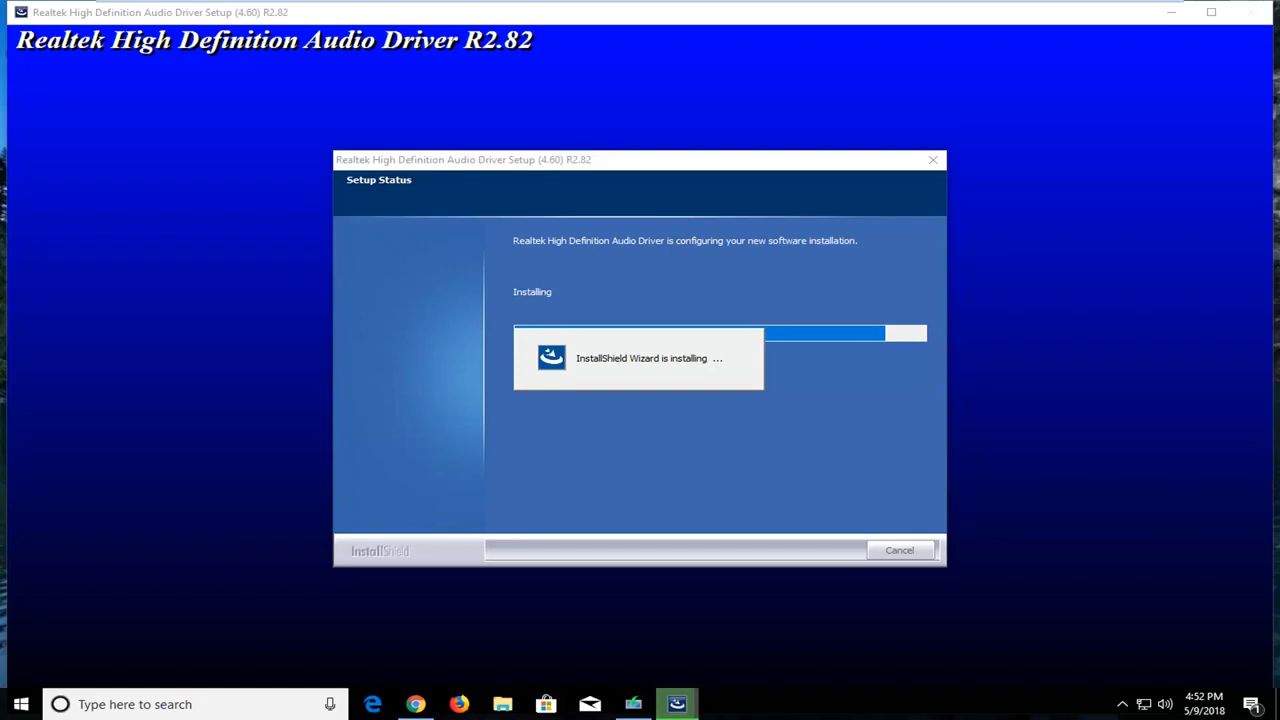 Realtek High Definition Audio Driver Setup (4.60) R2.82
Realtek High Definition Audio Driver R2.82
Realtek High Definition Audio Driver Setup (4.60) R2.82
Setup Status
Realtek High Definition Audio Driver is configuring your new software installation.
Installing
InstallShield Wizard is installing ...
InstallShield
Cancel
Type here to search
4:52 PM
5/9/2018
1